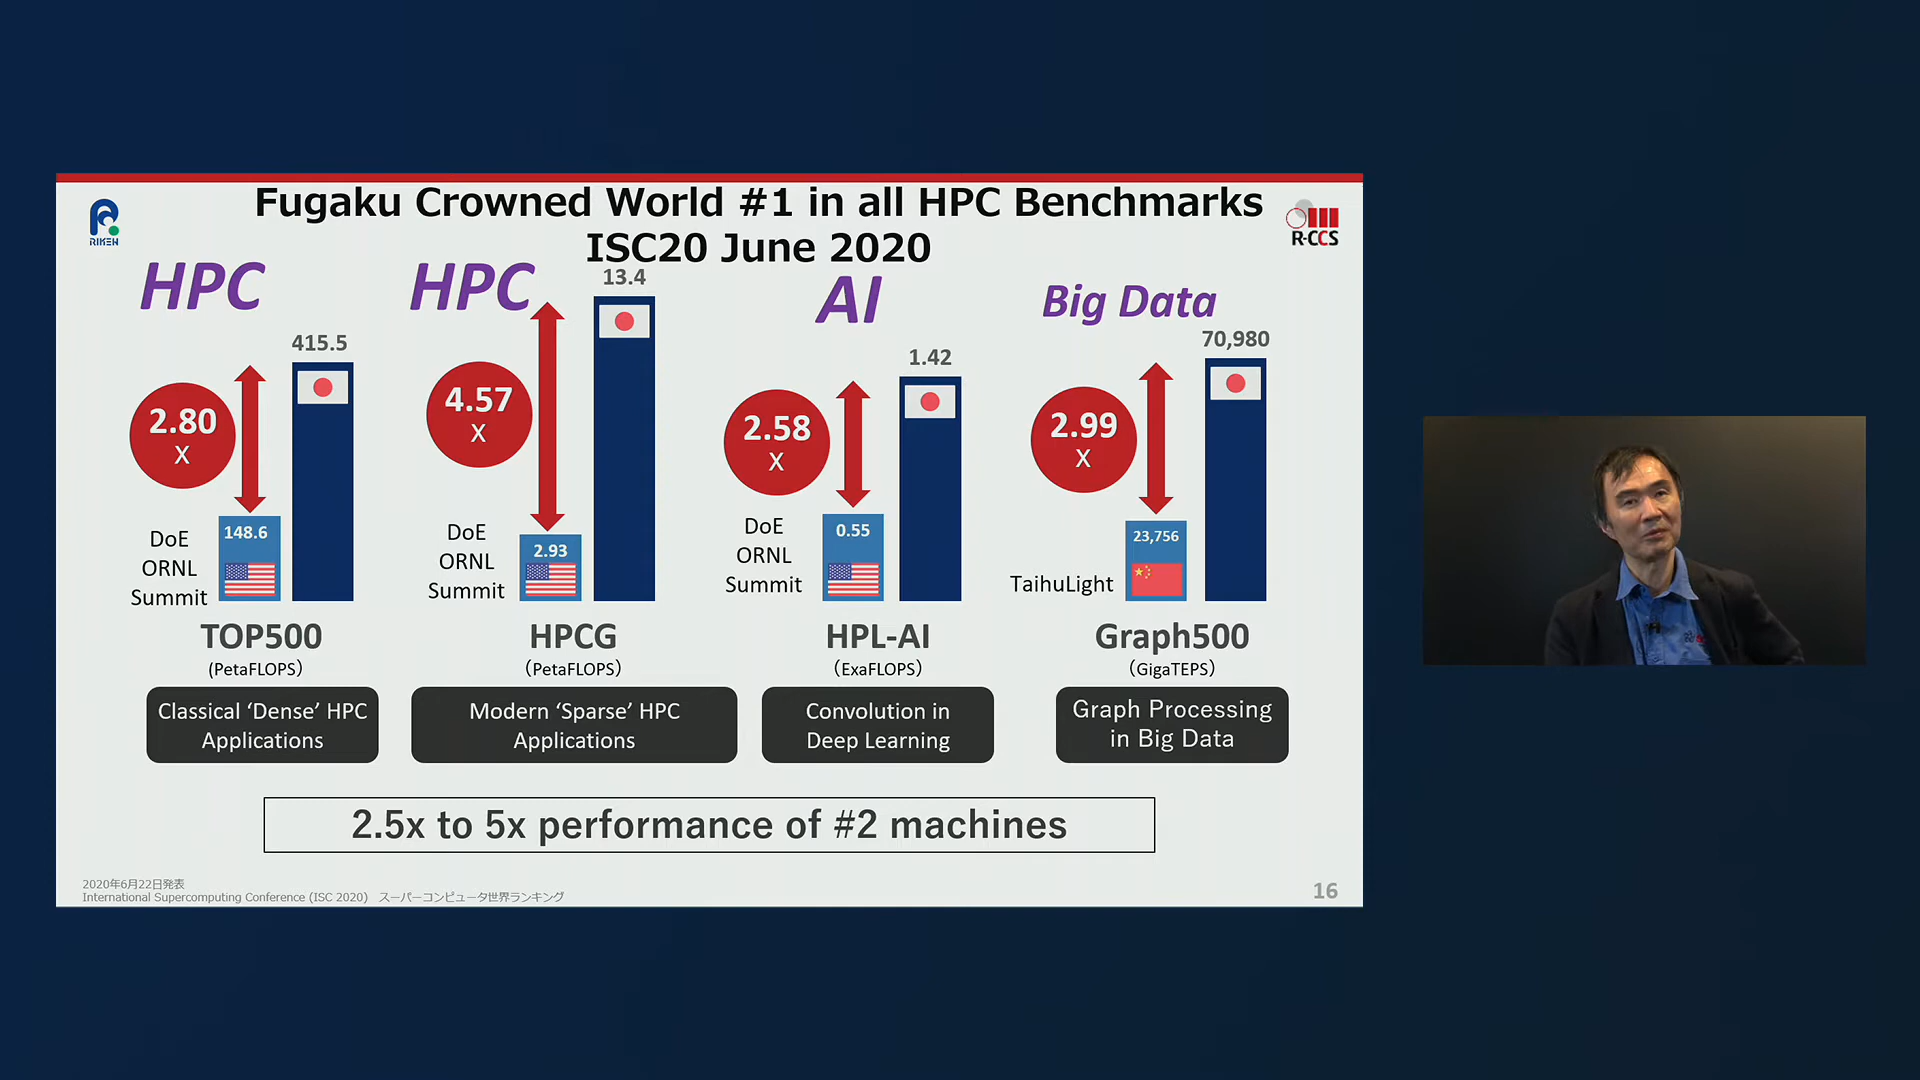 Fugaku Crowned World #1 in all HPC Benchmarks
ISC20 June 2020
RIKEN
R-CCS
HPC
415.5
2.80
X
148.6
DoE
ORNL
Summit
TOP500
(PetaFLOPS)
Classical ‘Dense’ HPC
Applications
HPC
13.4
4.57
X
2.93
DoE
ORNL
Summit
HPCG
(PetaFLOPS)
Modern ‘Sparse’ HPC
Applications
AI
1.42
2.58
X
0.55
DoE
ORNL
Summit
HPL-AI
(ExaFLOPS)
Convolution in
Deep Learning
Big Data
70,980
2.99
X
23,756
TaihuLight
Graph500
(GigaTEPS)
Graph Processing
in Big Data
2.5x to 5x performance of #2 machines
2020年6月22日発表
International Supercomputing Conference (ISC 2020) スーパーコンピュータ世界ランキング
16